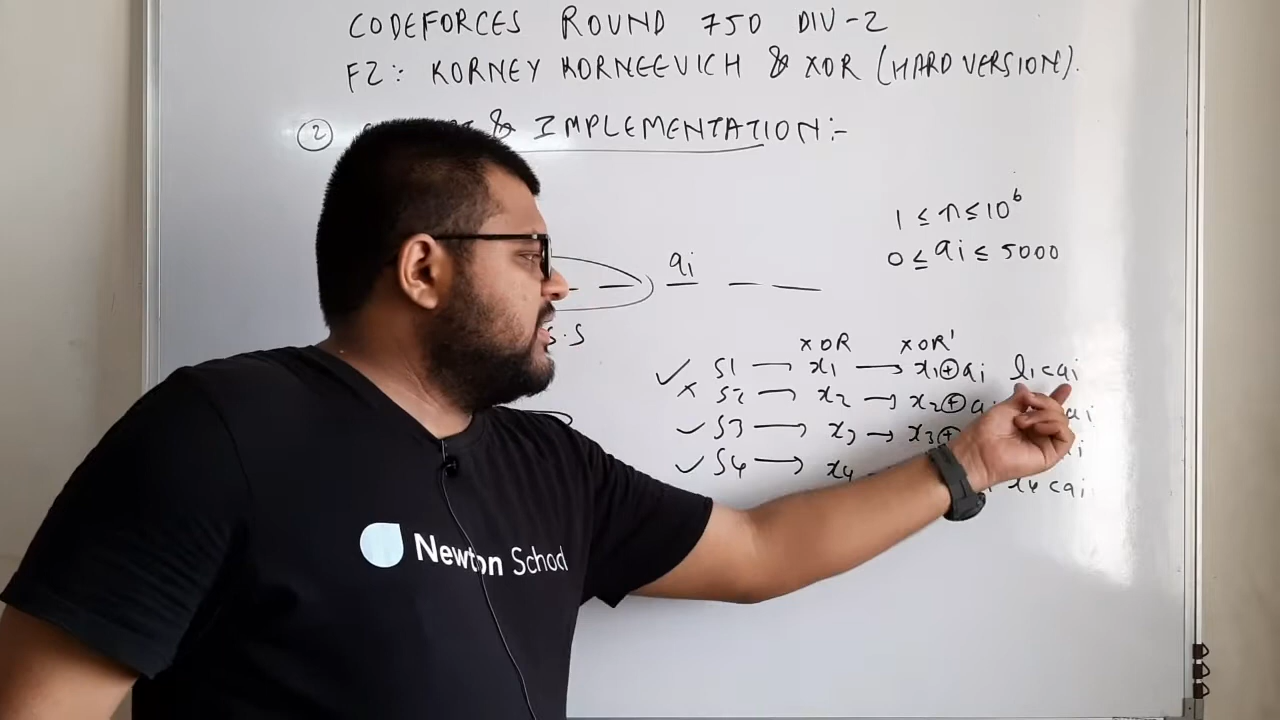 CODEFORCES ROUND 750 DIV-2
F2:- KORNEY KORNEEVICH & XOR (HARD VERSION).
② & IMPLEMENTATION:-
1 ≤ n ≤ 10⁶
0 ≤ ai ≤ 5000
ai
S.S
XOR XOR'
✓ S1 → x1 → x1⊕ai l1<ai
✗ S2 → x2 → x2⊕a ai
✓ S3 → x3 → x3⊕ ai
✓ S4 → x4 <ai
Newton School